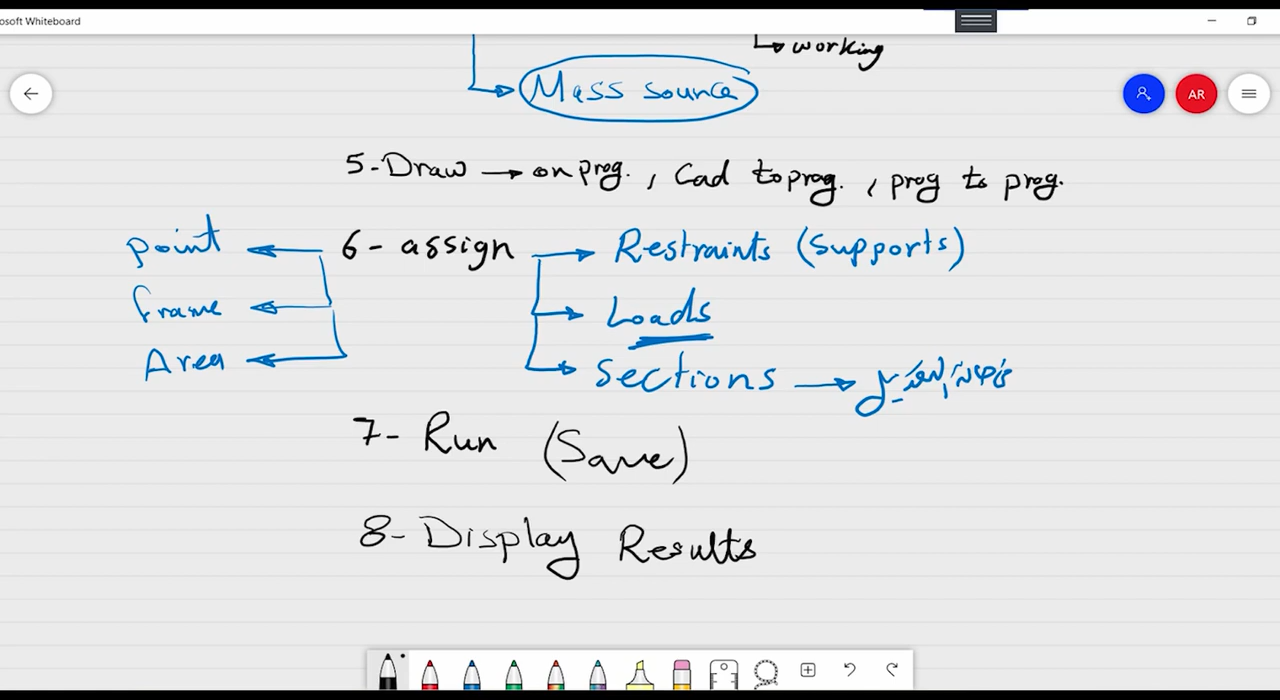 osoft Whiteboard
working
Mass source
AR
5-Draw → on prog. , Cad to prog. , prog to prog.
point ← 6- assign → Restraints (Supports)
frame ← → Loads
Area ← → Sections →
7- Run (Save)
8- Display Results